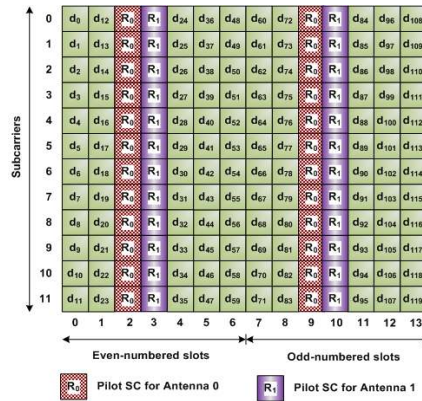 Subcarriers
0 d0 d12 R0 R1 d24 d36 d48 d60 d72 R0 R1 d84 d96 d108
1 d1 d13 R0 R1 d25 d37 d49 d61 d73 R0 R1 d85 d97 d109
2 d2 d14 R0 R1 d26 d38 d50 d62 d74 R0 R1 d86 d98 d110
3 d3 d15 R0 R1 d27 d39 d51 d63 d75 R0 R1 d87 d99 d111
4 d4 d16 R0 R1 d28 d40 d52 d64 d76 R0 R1 d88 d100 d112
5 d5 d17 R0 R1 d29 d41 d53 d65 d77 R0 R1 d89 d101 d113
6 d6 d18 R0 R1 d30 d42 d54 d66 d78 R0 R1 d90 d102 d114
7 d7 d19 R0 R1 d31 d43 d55 d67 d79 R0 R1 d91 d103 d115
8 d8 d20 R0 R1 d32 d44 d56 d68 d80 R0 R1 d92 d104 d116
9 d9 d21 R0 R1 d33 d45 d57 d69 d81 R0 R1 d93 d105 d117
10 d10 d22 R0 R1 d34 d46 d58 d70 d82 R0 R1 d94 d106 d118
11 d11 d23 R0 R1 d35 d47 d59 d71 d83 R0 R1 d95 d107 d119
0 1 2 3 4 5 6 7 8 9 10 11 12 13
Even-numbered slots Odd-numbered slots
R0 Pilot SC for Antenna 0 R1 Pilot SC for Antenna 1